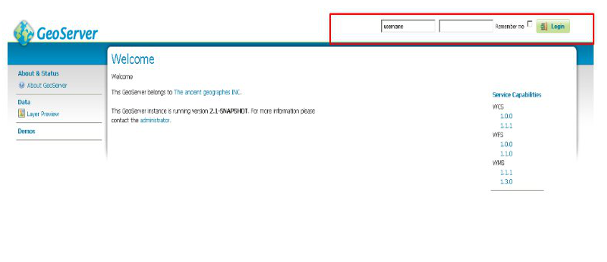 username
Remember me
Login
GeoServer
About & Status
About GeoServer
Data
Layer Preview
Demos
Welcome
Welcome
This GeoServer belongs to The ancient geographes INC.
This GeoServer instance is running version 2.1-SNAPSHOT. For more information please
contact the administrator.
Service Capabilities
WCS
1.0.0
1.1.1
WFS
1.0.0
1.1.0
WMS
1.1.1
1.3.0